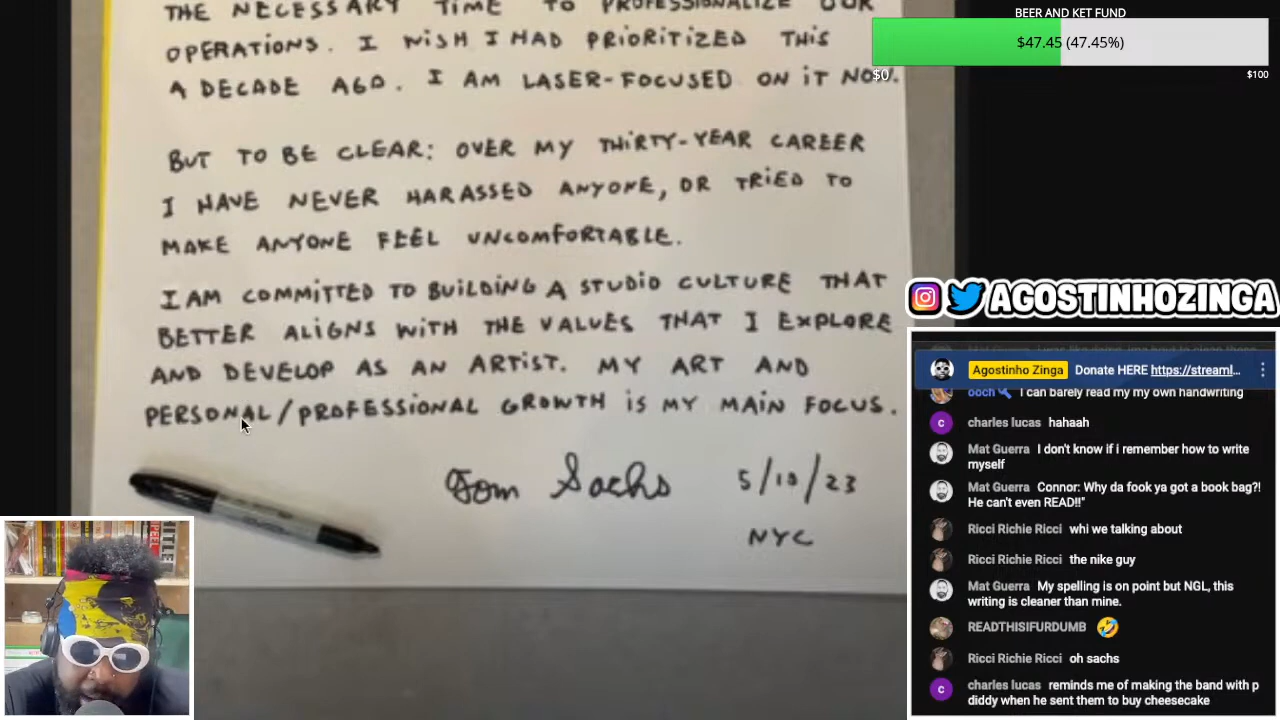 THE NECESSARY TIME TO PROFESSIONALIZE OUR
OPERATIONS. I WISH I HAD PRIORITIZED THIS
A DECADE AGO. I AM LASER-FOCUSED ON IT NOW.
BUT TO BE CLEAR: OVER MY THIRTY-YEAR CAREER
I HAVE NEVER HARASSED ANYONE, OR TRIED TO
MAKE ANYONE FEEL UNCOMFORTABLE.
I AM COMMITTED TO BUILDING A STUDIO CULTURE THAT
BETTER ALIGNS WITH THE VALUES THAT I EXPLORE
AND DEVELOP AS AN ARTIST. MY ART AND
PERSONAL/PROFESSIONAL GROWTH IS MY MAIN FOCUS.
Tom Sachs 5/10/23
NYC
BEER AND KET FUND
$47.45 (47.45%)
$0 $100
AGOSTINHOZINGA
Agostinho Zinga Donate HERE https://streaml...
ooch I can barely read my my own handwriting
charles lucas hahaah
Mat Guerra I don't know if i remember how to write
myself
Mat Guerra Connor: Why da fook ya got a book bag?!
He can't even READ!!"
Ricci Richie Ricci whi we talking about
Ricci Richie Ricci the nike guy
Mat Guerra My spelling is on point but NGL, this
writing is cleaner than mine.
READTHISIFURDUMB 🤣
Ricci Richie Ricci oh sachs
charles lucas reminds me of making the band with p
diddy when he sent them to buy cheesecake